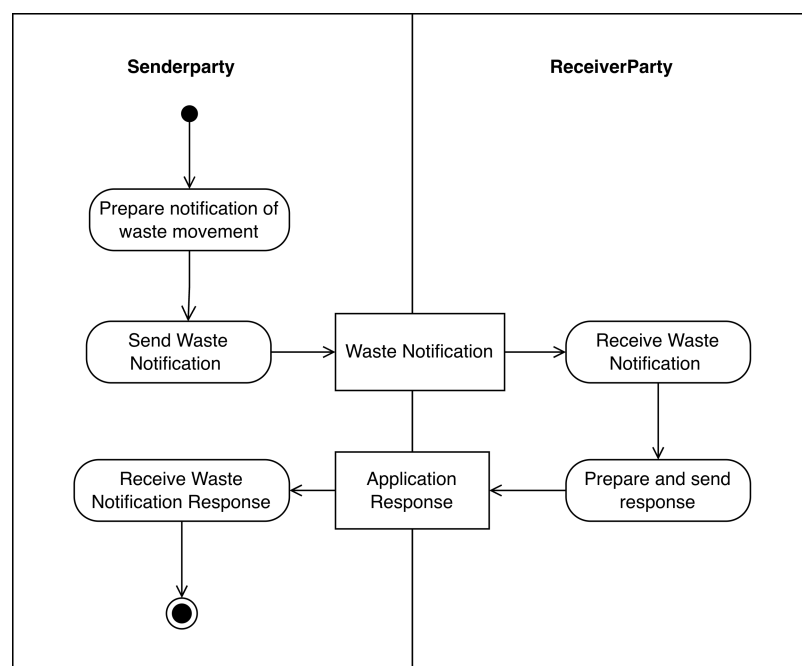 Senderparty
ReceiverParty
Prepare notification of
waste movement
Send Waste
Notification
Waste Notification
Receive Waste
Notification
Receive Waste
Notification Response
Application
Response
Prepare and send
response